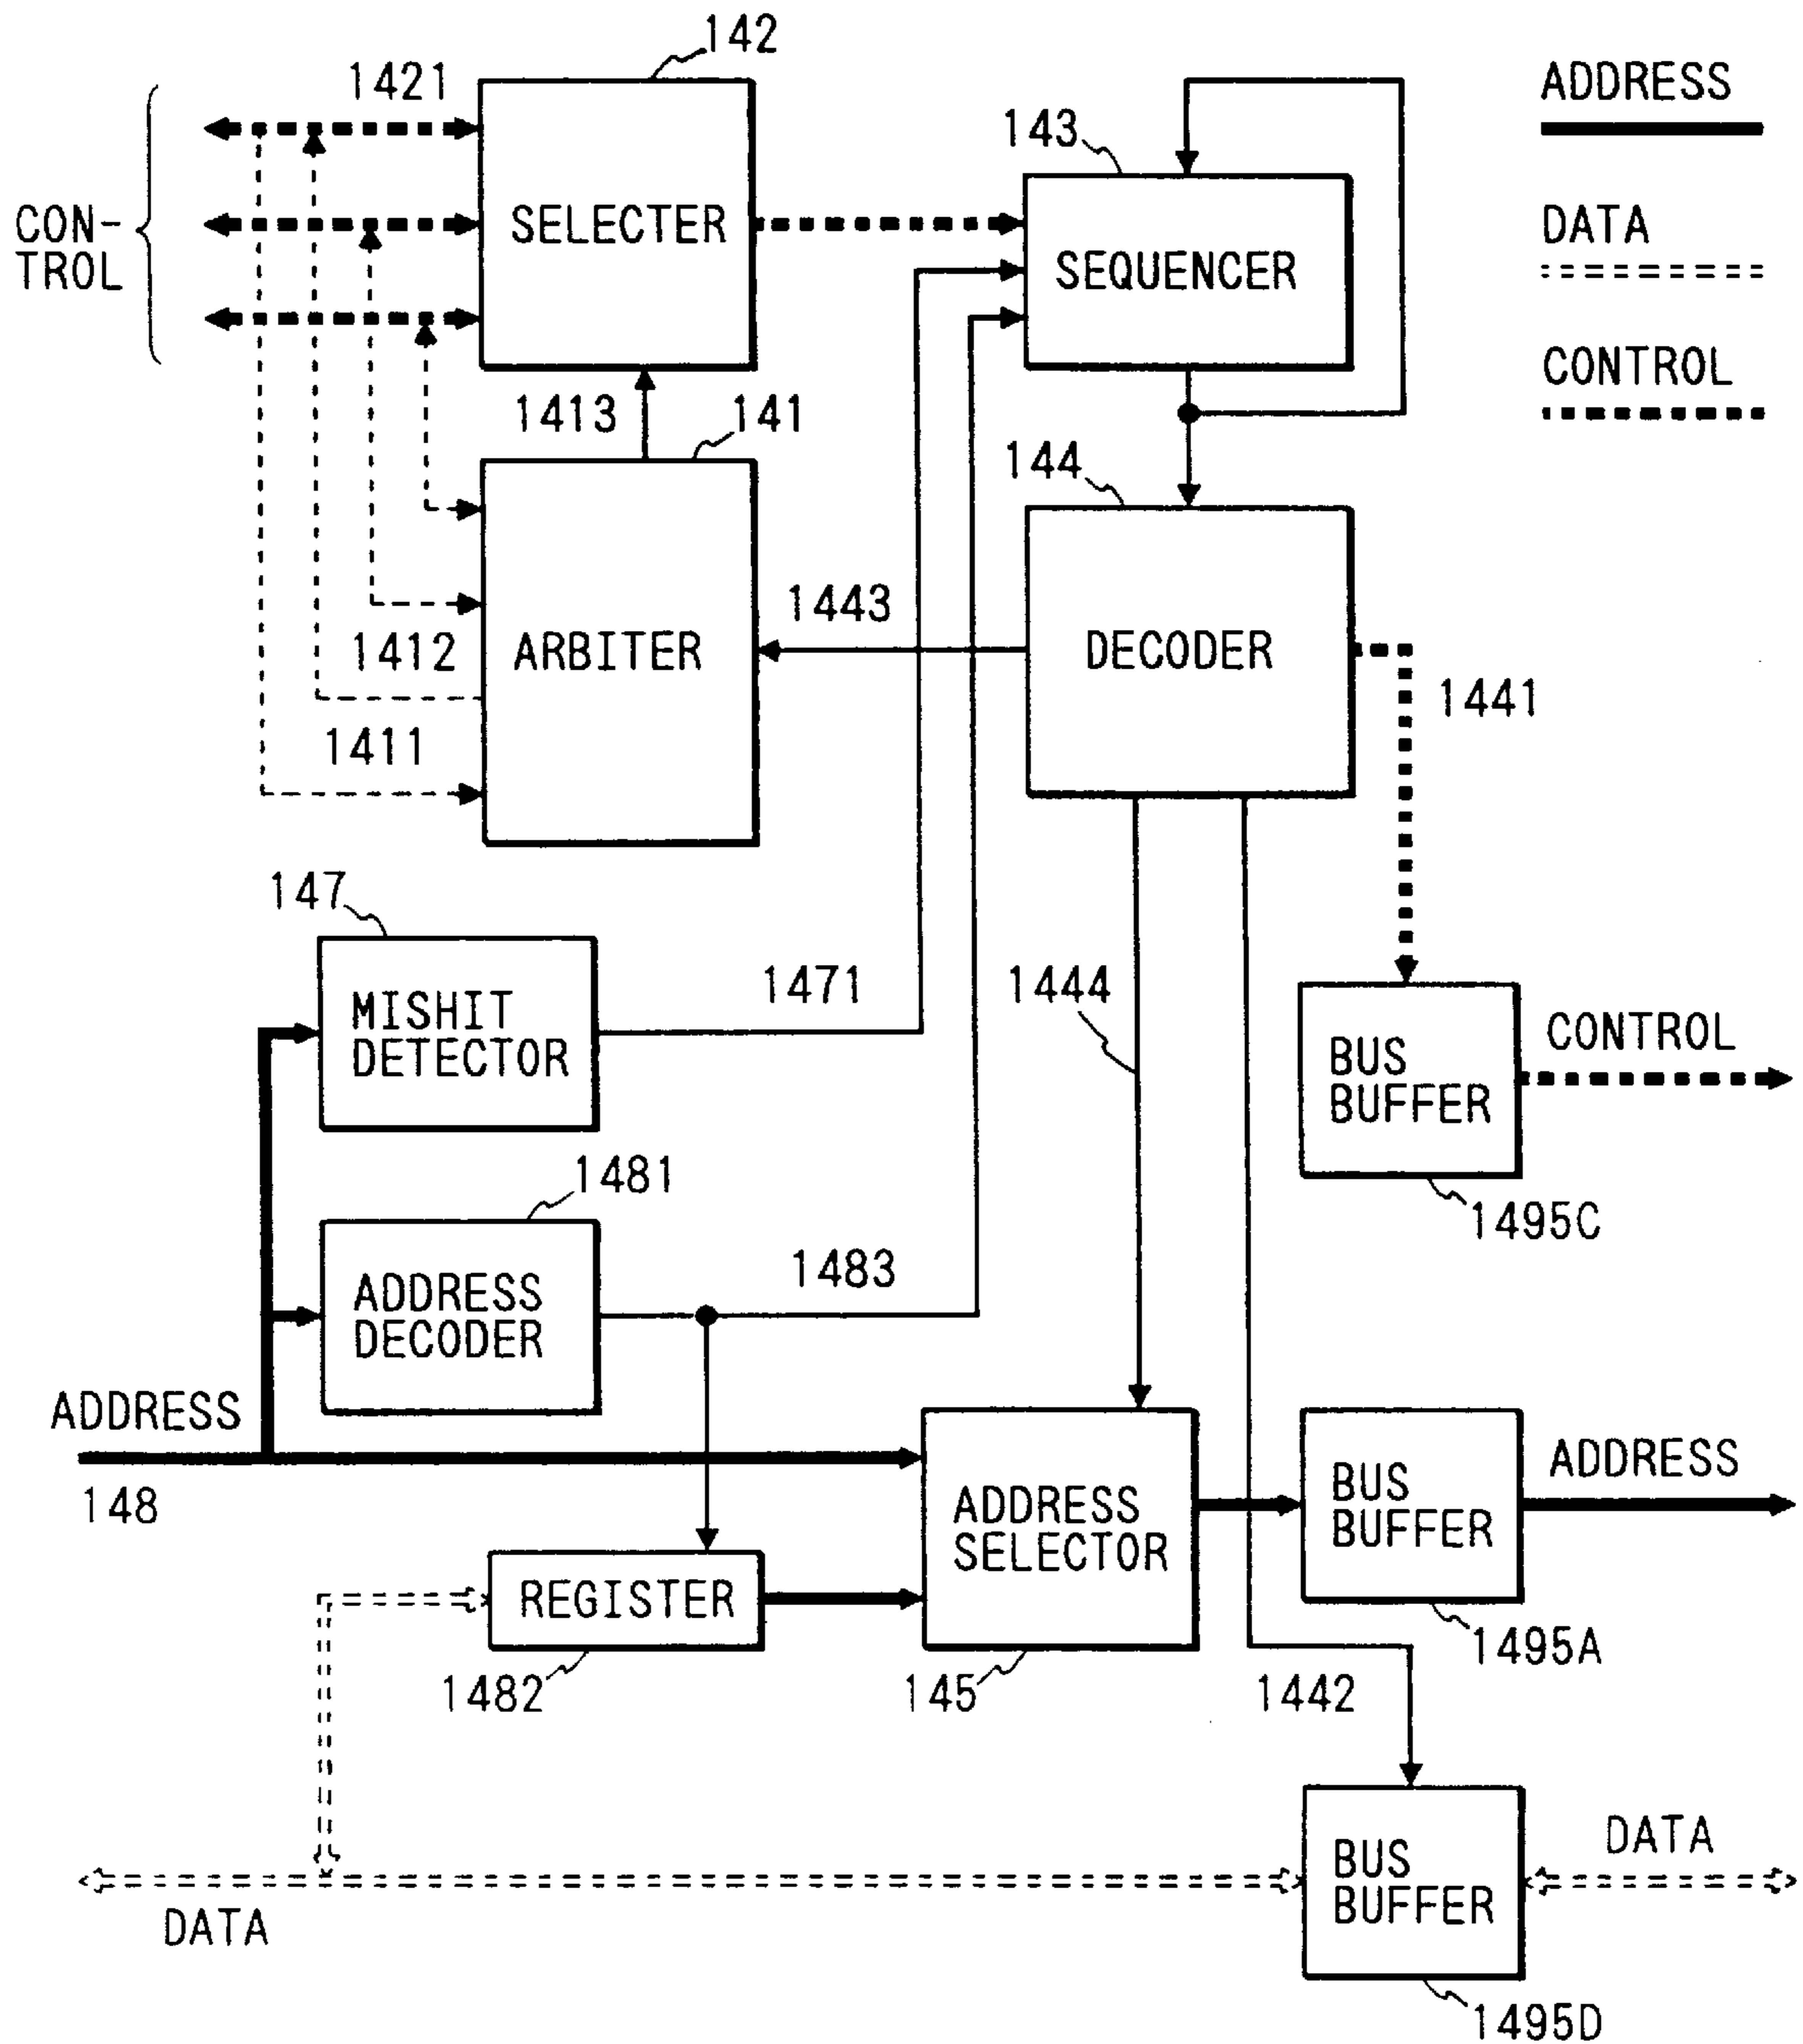 142
1421
ADDRESS
143
DATA
CON-
TROL
SELECTER
SEQUENCER
CONTROL
1413
141
144
1443
1412
ARBITER
DECODER
1441
1411
147
1471
1444
MISHIT
DETECTOR
CONTROL
BUS
BUFFER
1481
1495C
1483
ADDRESS
DECODER
ADDRESS
148
ADDRESS
SELECTOR
BUS
BUFFER
ADDRESS
REGISTER
1482
145
1442
1495A
DATA
BUS
BUFFER
DATA
1495D